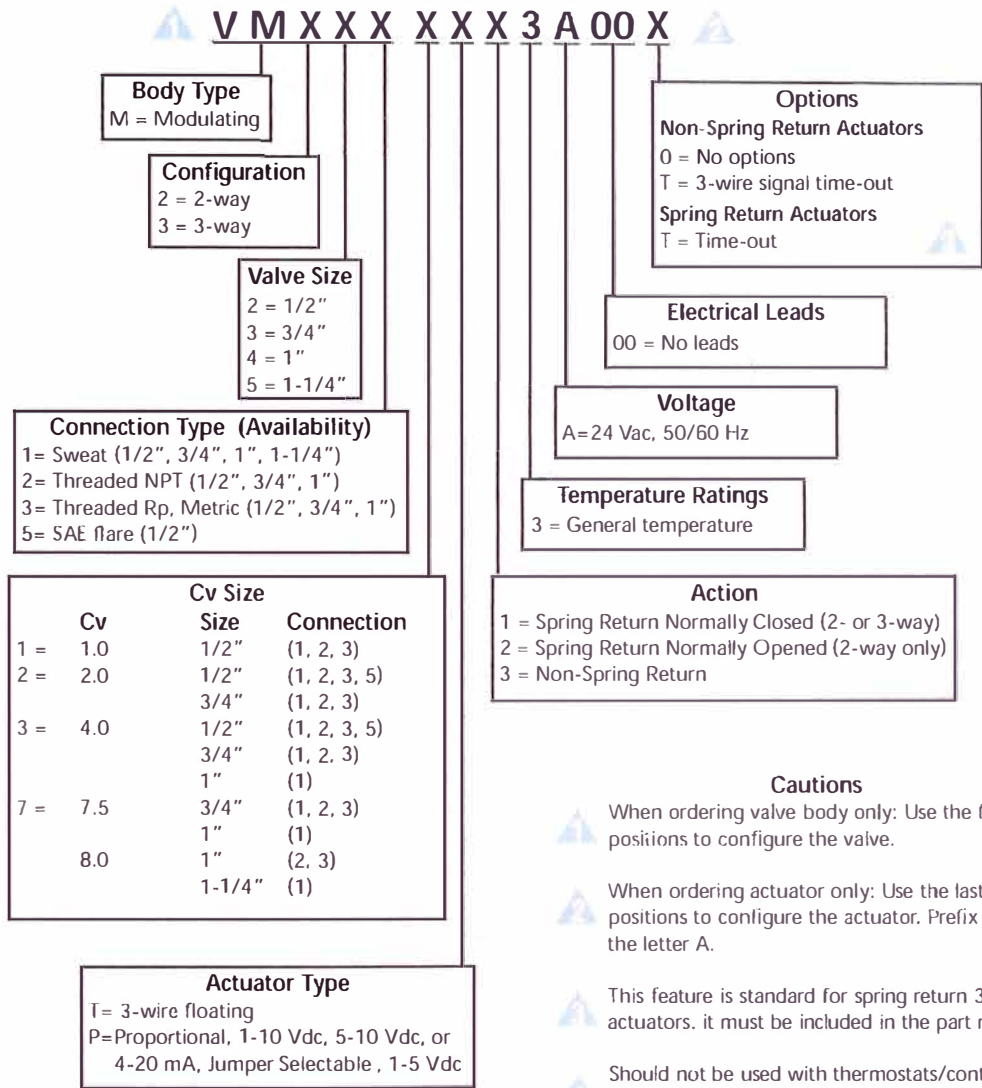 V M X X X X X X 3 A 00 X
Body Type
M = Modulating
Configuration
2 = 2-way
3 = 3-way
Valve Size
2 = 1/2"
3 = 3/4"
4 = 1"
5 = 1-1/4"
Connection Type (Availability)
1= Sweat (1/2", 3/4", 1", 1-1/4")
2= Threaded NPT (1/2", 3/4", 1")
3= Threaded Rp, Metric (1/2", 3/4", 1")
5= SAE flare (1/2")
Cv Size
Cv Size Connection
1 = 1.0 1/2" (1, 2, 3)
2 = 2.0 1/2" (1, 2, 3, 5)
3/4" (1, 2, 3)
3 = 4.0 1/2" (1, 2, 3, 5)
3/4" (1, 2, 3)
1" (1)
7 = 7.5 3/4" (1, 2, 3)
1" (1)
8.0 1" (2, 3)
1-1/4" (1)
Actuator Type
T= 3-wire floating
P=Proportional, 1-10 Vdc, 5-10 Vdc, or
4-20 mA, Jumper Selectable , 1-5 Vdc
Options
Non-Spring Return Actuators
0 = No options
T = 3-wire signal time-out
Spring Return Actuators
T = Time-out
Electrical Leads
00 = No leads
Voltage
A=24 Vac, 50/60 Hz
Temperature Ratings
3 = General temperature
Action
1 = Spring Return Normally Closed (2- or 3-way)
2 = Spring Return Normally Opened (2-way only)
3 = Non-Spring Return
Cautions
When ordering valve body only: Use the
positions to configure the valve.
When ordering actuator only: Use the last
positions to configure the actuator. Prefix
the letter A.
This feature is standard for spring return 3
actuators. it must be included in the part
Should not be used with thermostats/cont